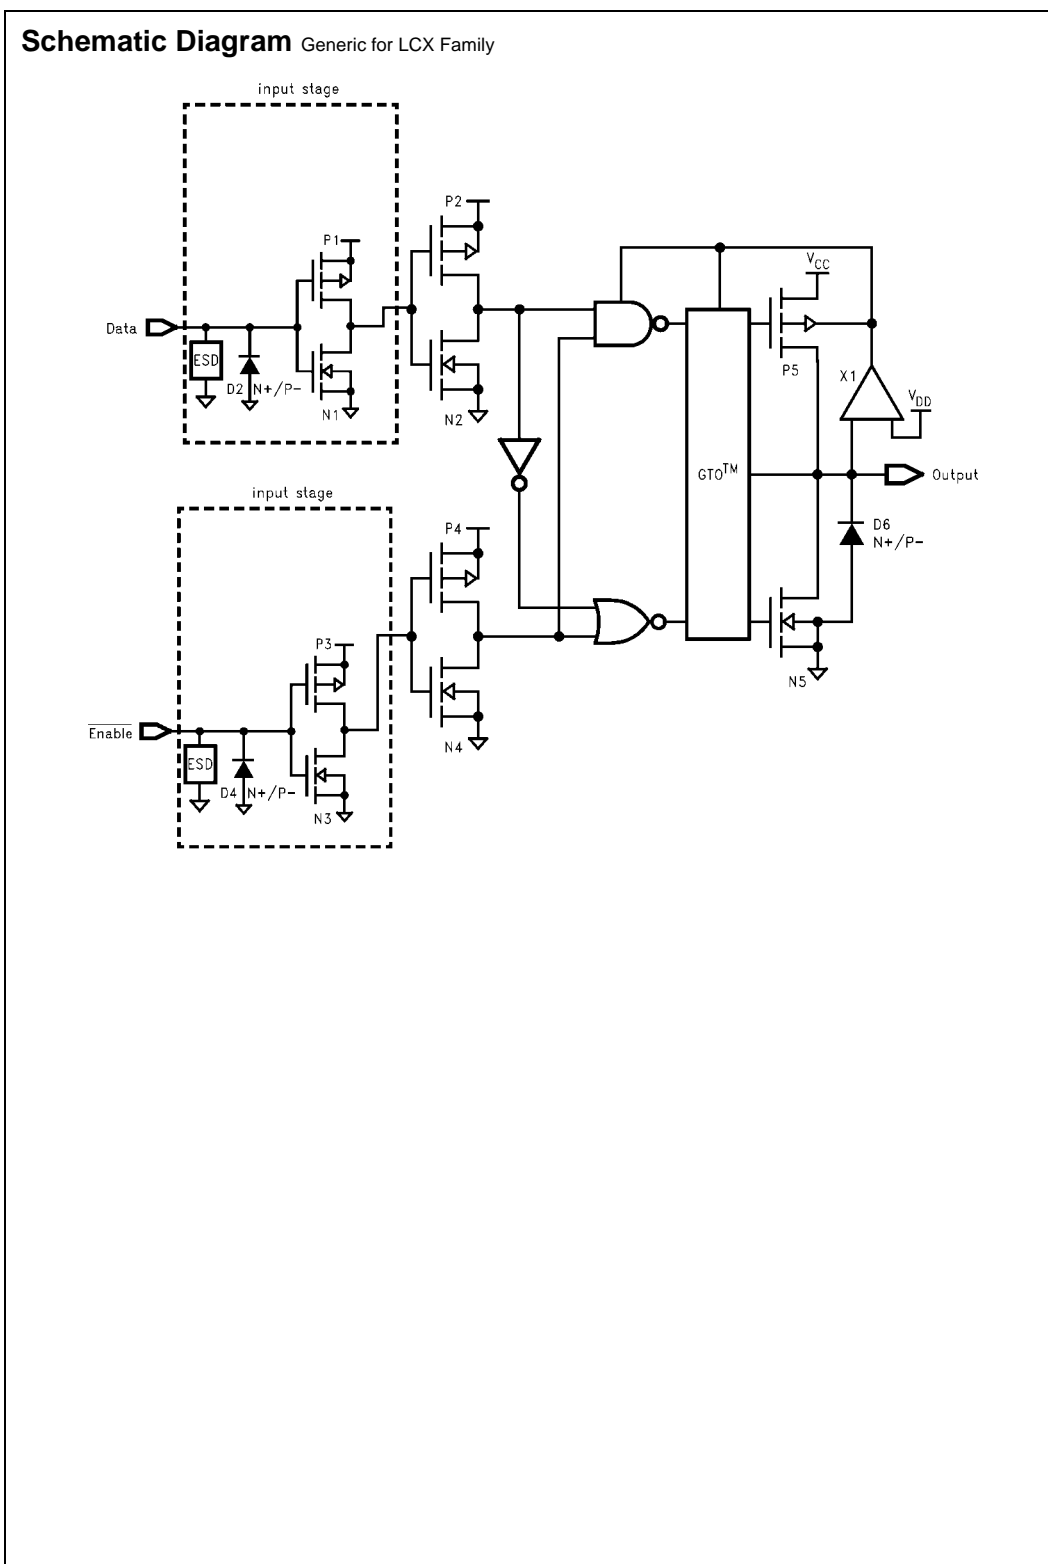 Schematic Diagram Generic for LCX Family
input stage
P2
P1
V_CC
Data
ESD
D2 N+/P-
N1
N2
P5
X1
V_DD
GTO™
Output
input stage
P4
D6
N+/P-
P3
N5
Enable
ESD
D4 N+/P-
N3
N4